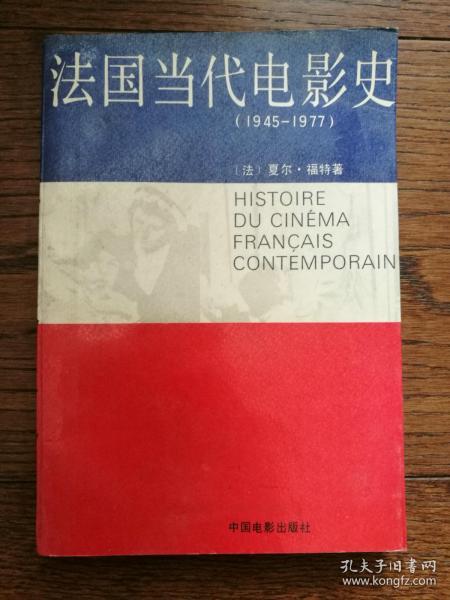 法国当代电影史
(1945-1977)
(法) 夏尔·福特著
HISTOIRE
DU CINÉMA
FRANÇAIS
CONTEMPORAIN
中国电影出版社
孔夫子旧书网
www.kongfz.com